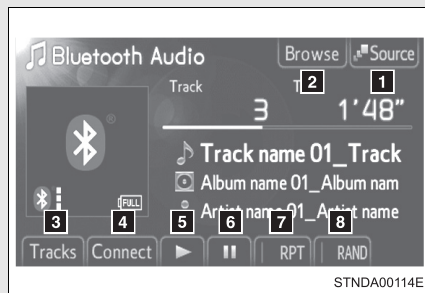 Bluetooth Audio
Browse
Source
2
1
Track
T
3
1'48"
®
Track name 01_Track
Album name 01_Album nam
Artist name 01_Artist name
FULL
3
4
5
6
7
8
Tracks
Connect
RPT
RAND
STNDA00114E